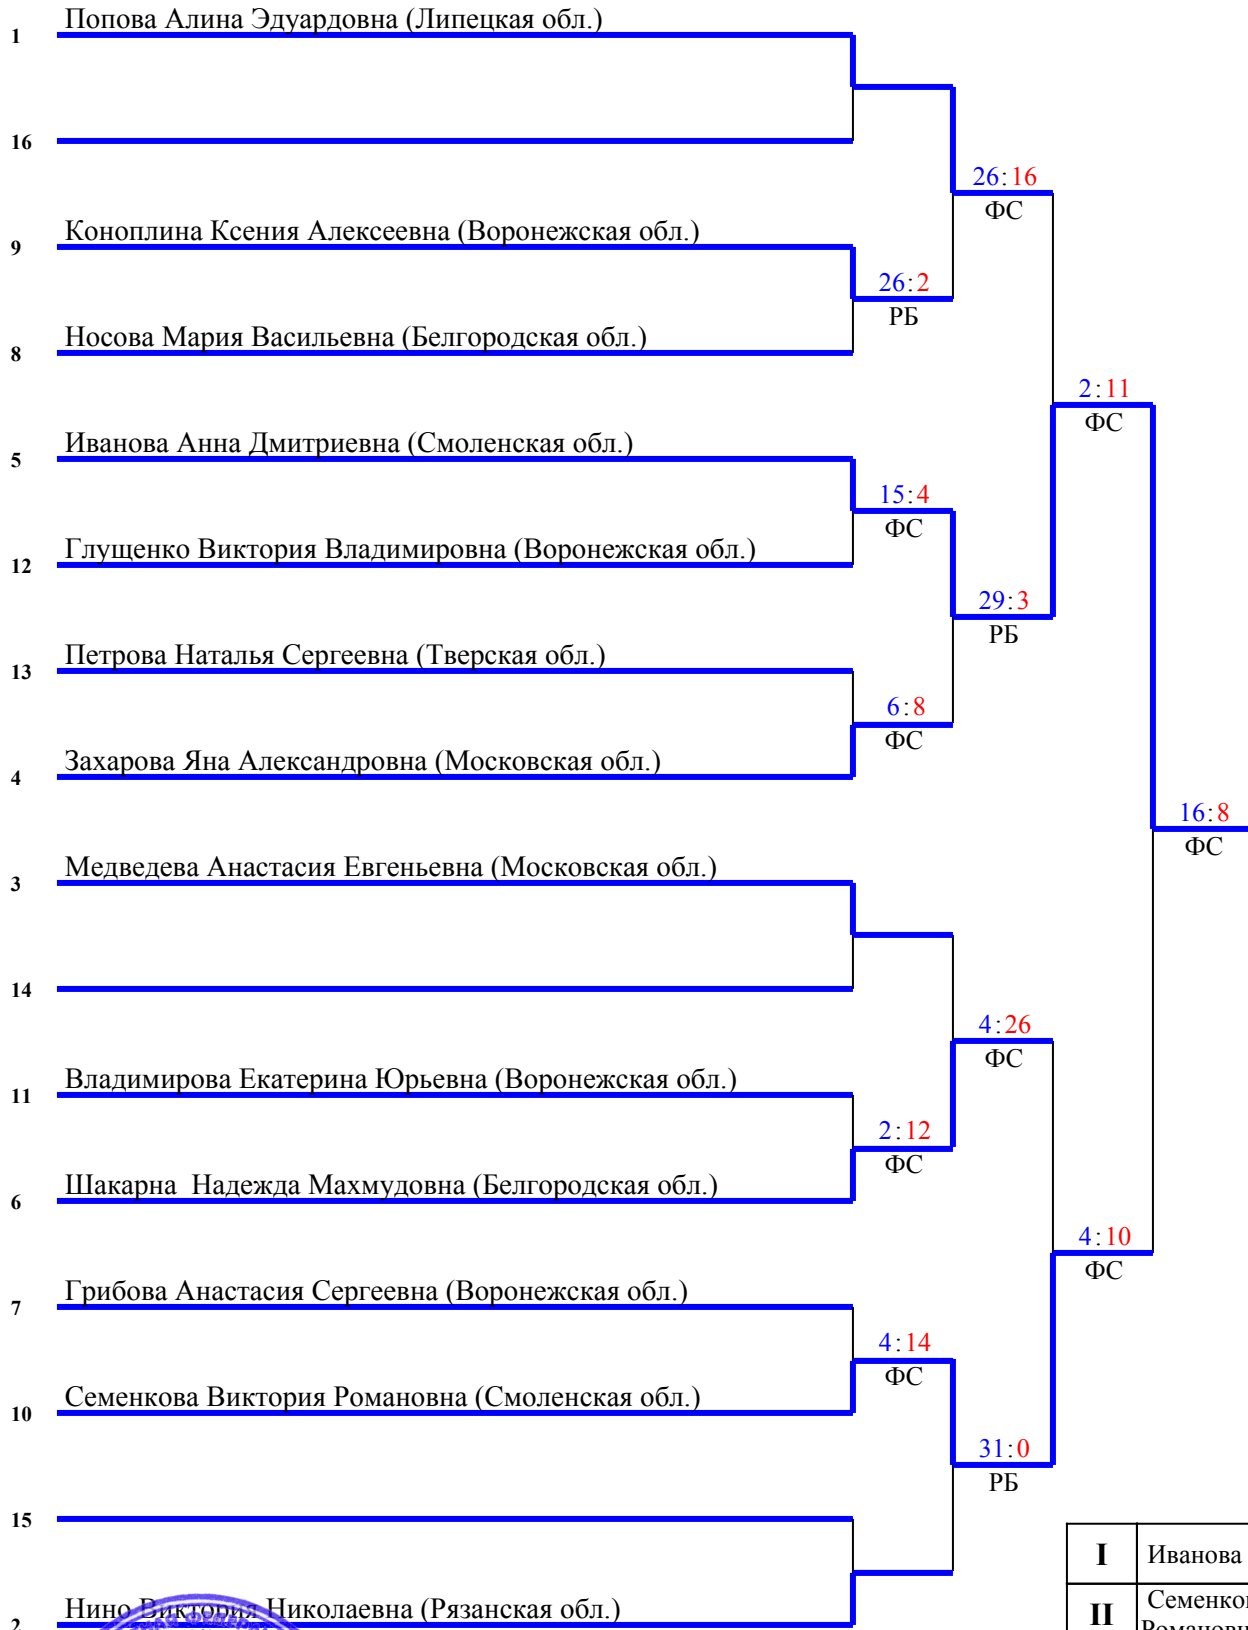 Попова Алина Эдуардовна (Липецкая обл.)
1
16
26:16
ФС
Коноплина Ксения Алексеевна (Воронежская обл.)
9
26:2
РБ
Носова Мария Васильевна (Белгородская обл.)
8
2:11
ФС
Иванова Анна Дмитриевна (Смоленская обл.)
5
15:4
ФС
Глущенко Виктория Владимировна (Воронежская обл.)
12
29:3
РБ
Петрова Наталья Сергеевна (Тверская обл.)
13
6:8
ФС
Захарова Яна Александровна (Московская обл.)
4
16:8
ФС
Медведева Анастасия Евгеньевна (Московская обл.)
3
14
4:26
ФС
Владимирова Екатерина Юрьевна (Воронежская обл.)
11
2:12
ФС
Шакарна  Надежда Махмудовна (Белгородская обл.)
6
4:10
ФС
Грибова Анастасия Сергеевна (Воронежская обл.)
7
4:14
ФС
Семенкова Виктория Романовна (Смоленская обл.)
10
31:0
РБ
15
I Иванова
Нино Виктория Николаевна (Рязанская обл.)
2
II